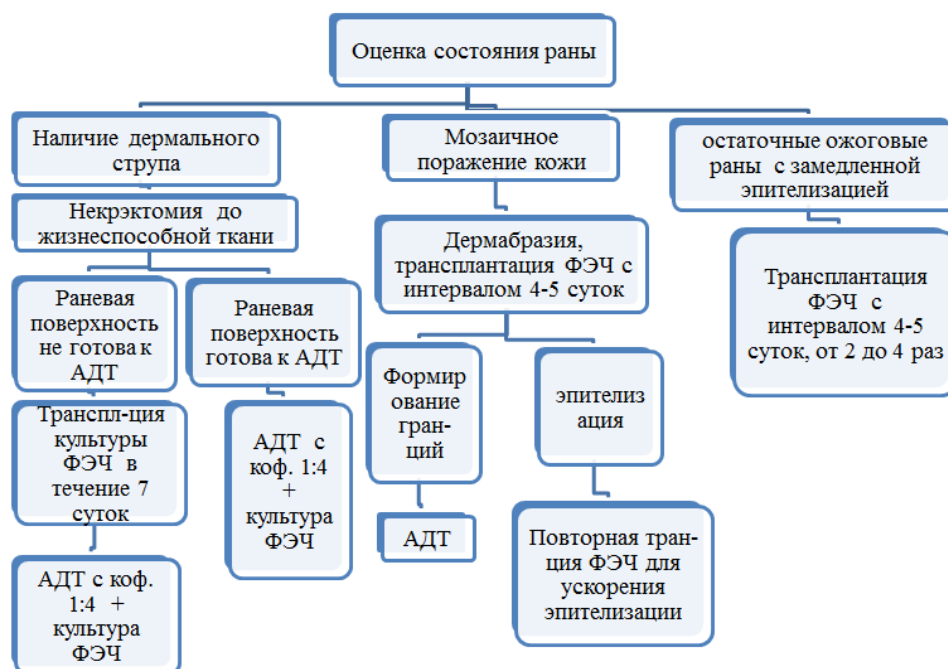 Оценка состояния раны
Наличие дермального
струпа
Мозаичное
поражение кожи
остаточные ожоговые
раны с замедленной
эпителизацией
Некрэктомия до
жизнеспособной ткани
Дермабразия,
трансплантация ФЭЧ с
интервалом 4-5 суток
Трансплантация
ФЭЧ с
интервалом 4-5
суток, от 2 до 4 раз
Раневая
поверхность
не готова к
АДТ
Раневая
поверхность
готова к АДТ
Формир
ование
гран-
ций
эпителиз
ация
Транспл-ция
культуры
ФЭЧ в
течение 7
суток
АДТ с
коф. 1:4
+
культура
ФЭЧ
АДТ
Повторная тран-
ция ФЭЧ для
ускорения
эпителизации
АДТ с коф.
1:4 +
культура
ФЭЧ